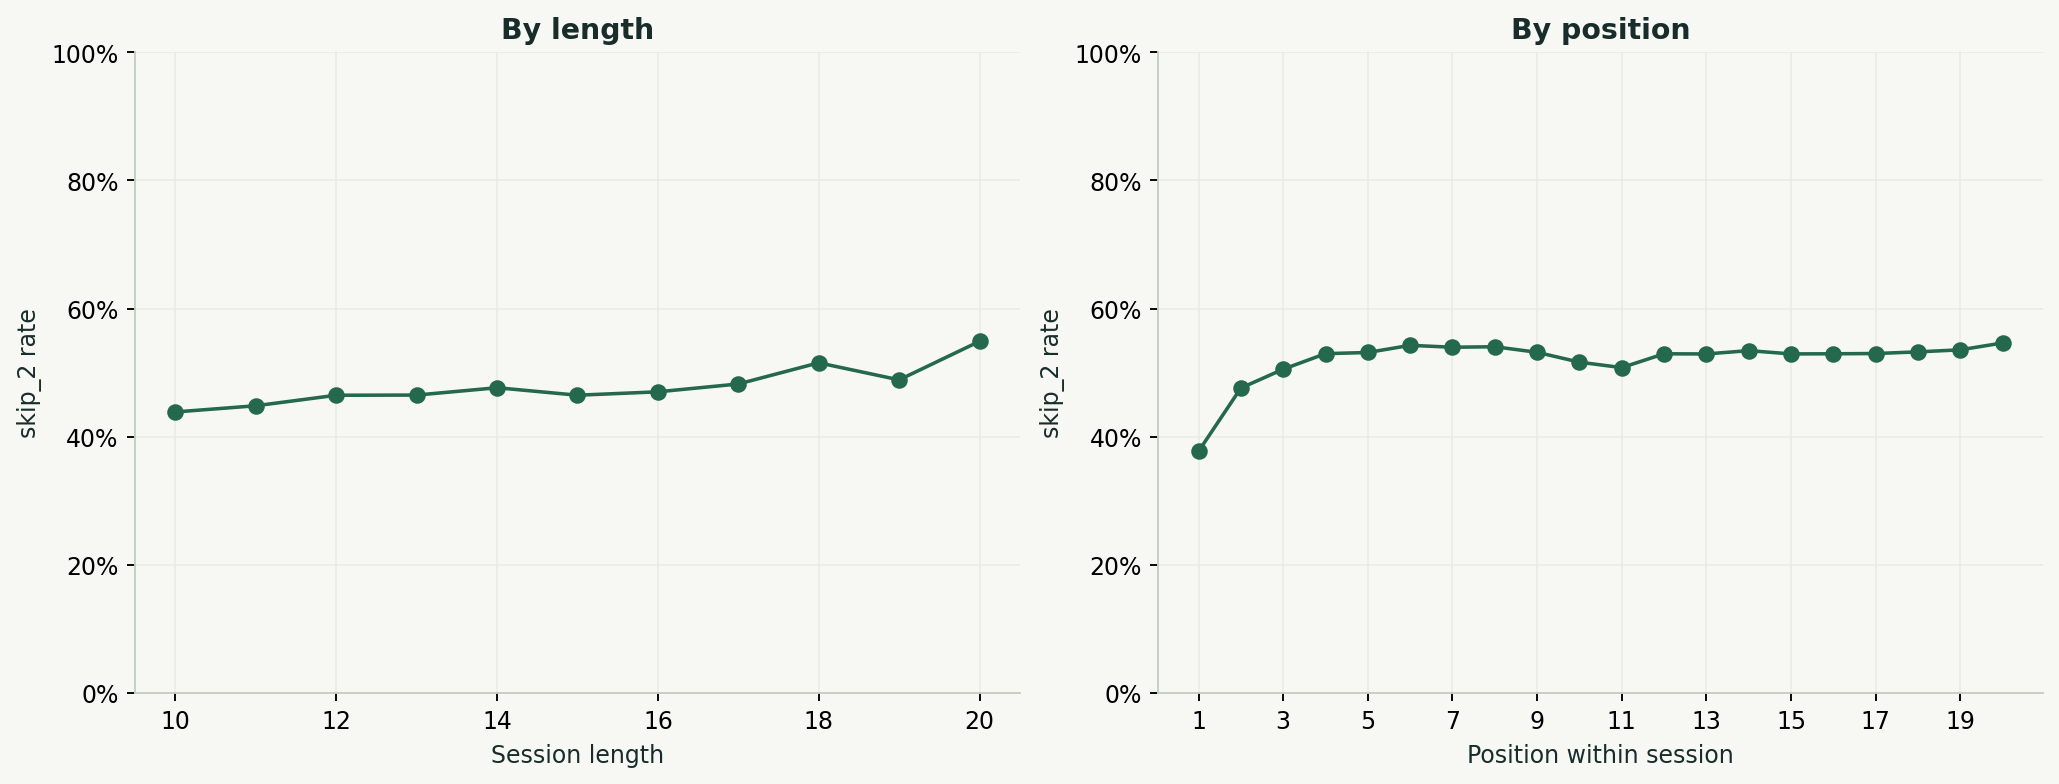 By length
100%
80%
60%
40%
20%
0%
skip_2 rate
10 12 14 16 18 20
Session length
By position
100%
80%
60%
40%
20%
0%
skip_2 rate
1 3 5 7 9 11 13 15 17 19
Position within session